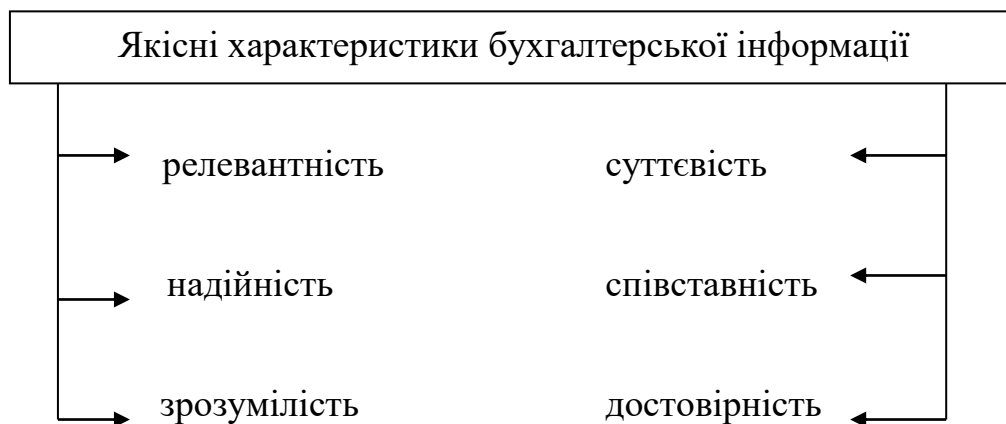 Якісні характеристики бухгалтерської інформації
релевантність
суттєвість
надійність
співставність
зрозумілість
достовірність